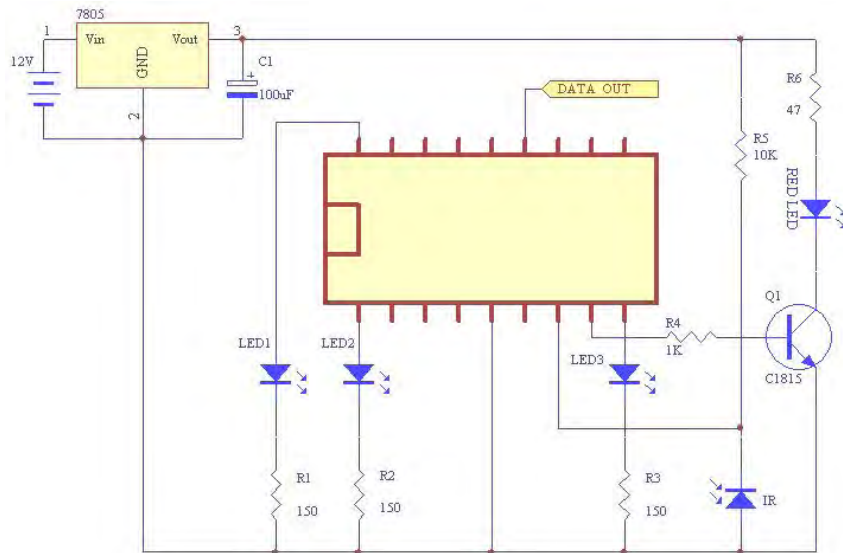 7805
1
Vin
Vout
3
GND
2
12V
C1
+
100uF
DATA OUT
R6
47
R5
10K
RED LED
Q1
C1815
R4
1K
LED1
LED2
LED3
R1
150
R2
150
R3
150
IR